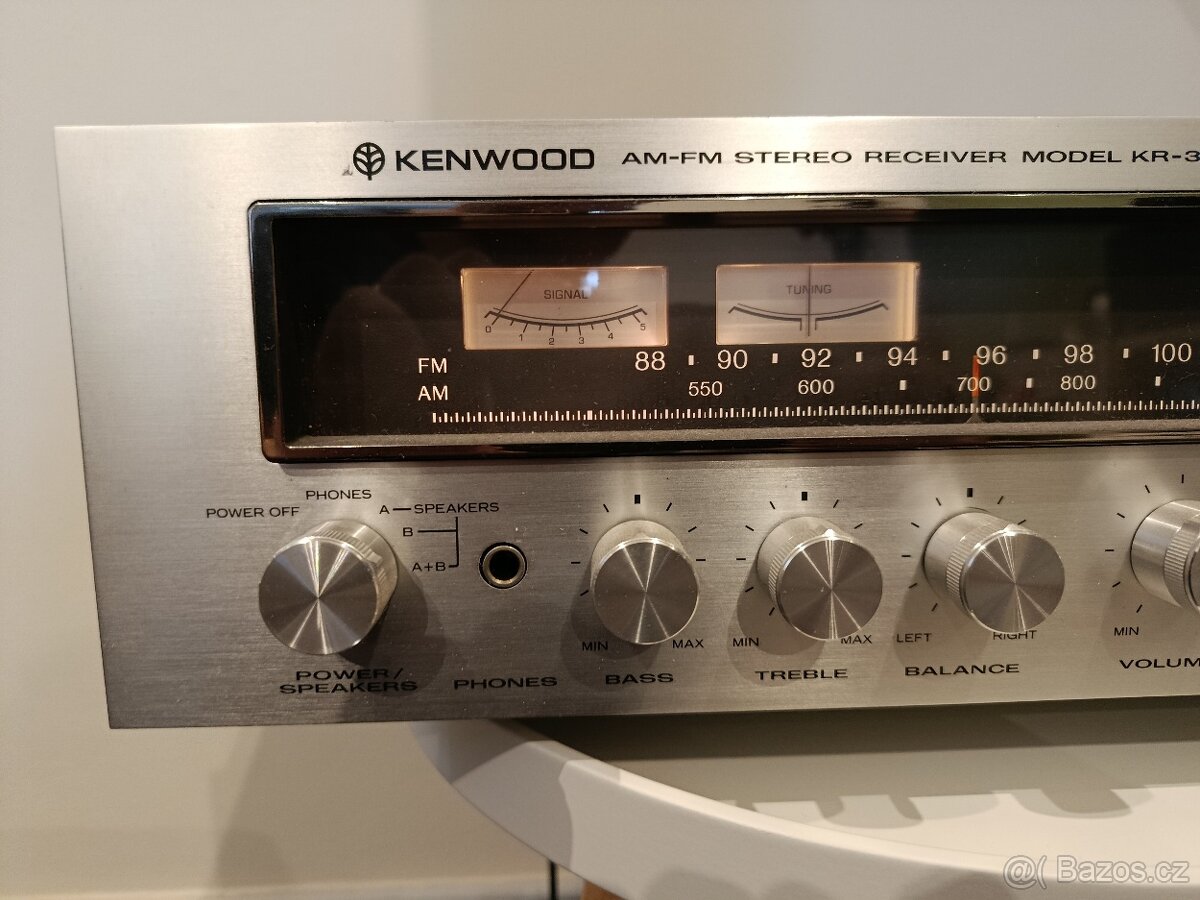 KENWOOD AM-FM STEREO RECEIVER MODEL KR-3
SIGNAL
0 1 2 3 4 5
TUNING
FM 88 90 92 94 96 98 100
AM 550 600 700 800
POWER OFF PHONES A SPEAKERS
B
A+B
MIN MAX MIN MAX LEFT RIGHT MIN
POWER/
SPEAKERS PHONES BASS TREBLE BALANCE VOLUM
@( Bazos.cz